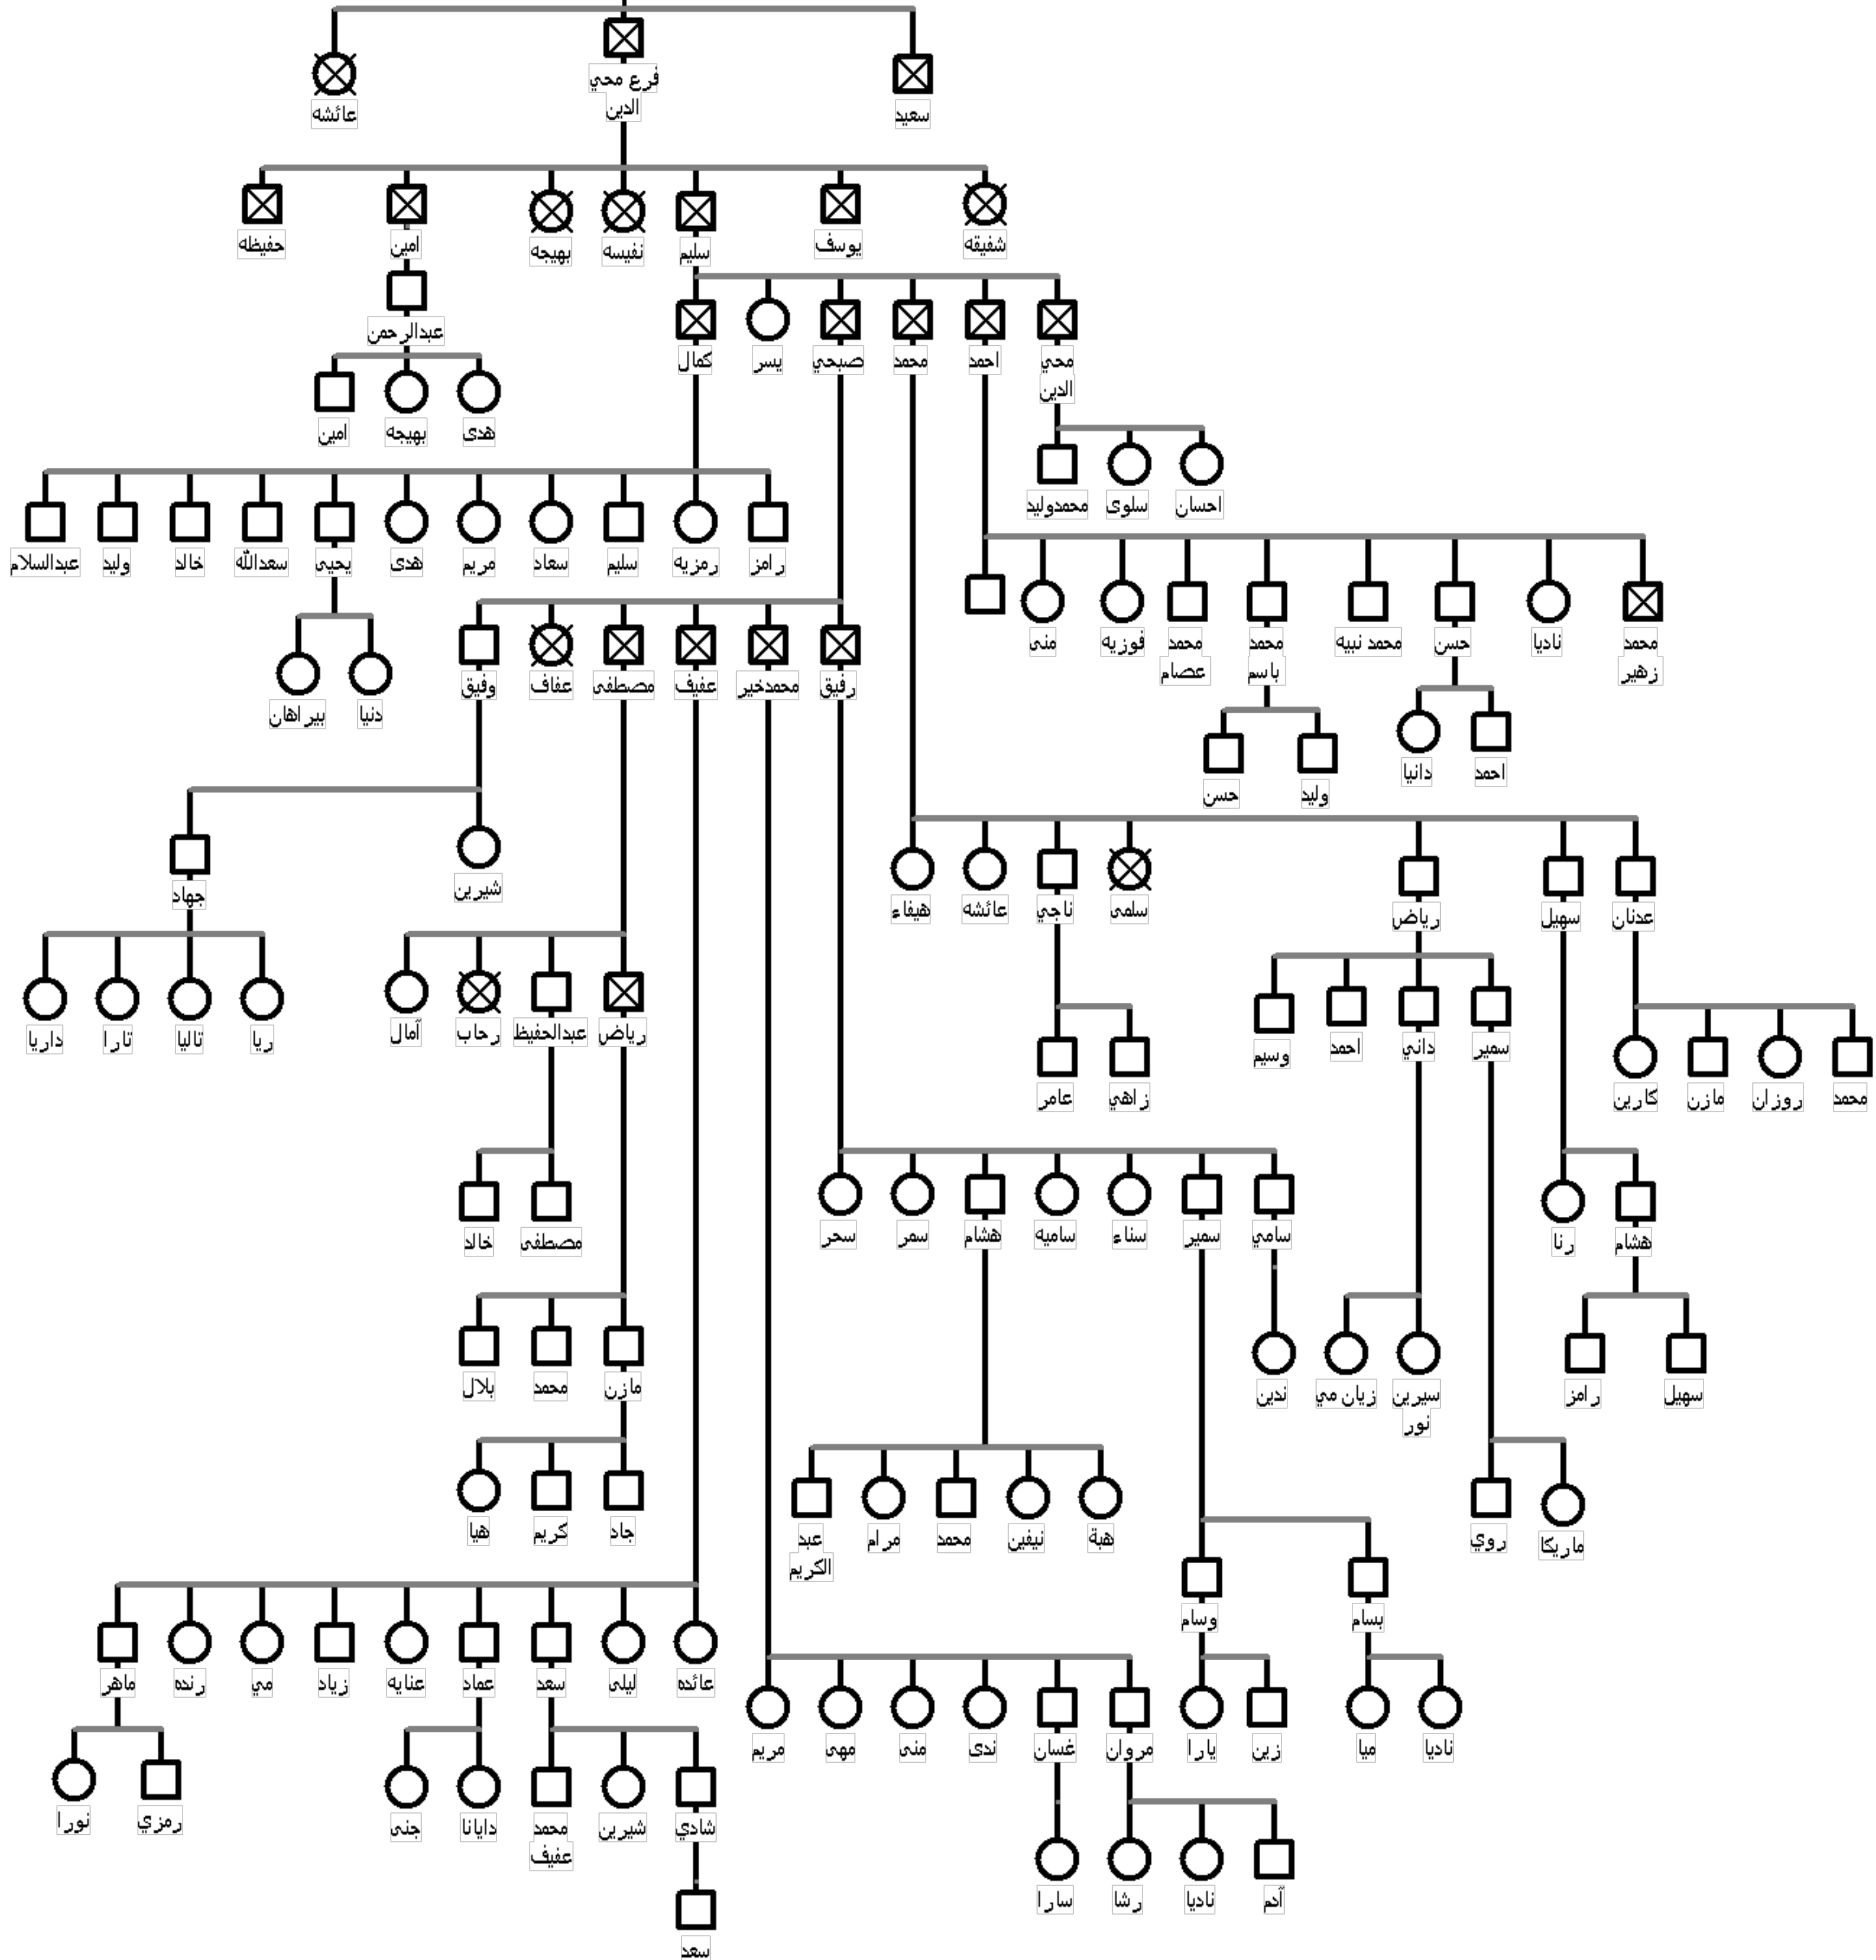 عائشه
فرع محي
الدين
سعيد
حفيظه
امين
بهيجه
نفيسه
سليم
يوسف
شفيقه
عبدالرحمن
كمال
يسر
صبحي
محمد
احمد
محي
الدين
امين
بهيجه
هدى
محمدوليد
سلوى
احسان
عبدالسلام
وليد
خالد
سعدالله
يحيى
هدى
مريم
سعاد
سليم
رمزيه
رامز
منى
فوزيه
محمد
عصام
محمد
باسم
محمد نبيه
حسن
ناديا
محمد
زهير
بيراهان
دنيا
وفيق
عفاف
مصطفى
عفيف
محمدخير
رفيق
حسن
وليد
دانيا
احمد
جهاد
شيرين
هيفاء
عائشه
ناجي
سلمى
رياض
سهيل
عدنان
داريا
تارا
تاليا
ريا
آمال
رحاب
عبدالحفيظ
رياض
عامر
زاهي
وسيم
احمد
داني
سمير
كارين
مازن
روزان
محمد
خالد
مصطفى
سحر
سمر
هشام
ساميه
سناء
سمير
سامي
رنا
هشام
بلال
محمد
مازن
ندين
زيان مي
سيرين
نور
رامز
سهيل
هيا
كريم
جاد
عبد
الكريم
مرام
محمد
نيفين
هبة
روي
ماريكا
وسام
بسام
ماهر
رنده
مي
زياد
عنايه
عماد
سعد
ليلى
عائده
مريم
مهى
منى
ندى
غسان
مروان
يارا
زين
ميا
ناديا
نورا
رمزي
جنى
دايانا
محمد
عفيف
شيرين
شادي
سارا
رشا
ناديا
آدم
سعد